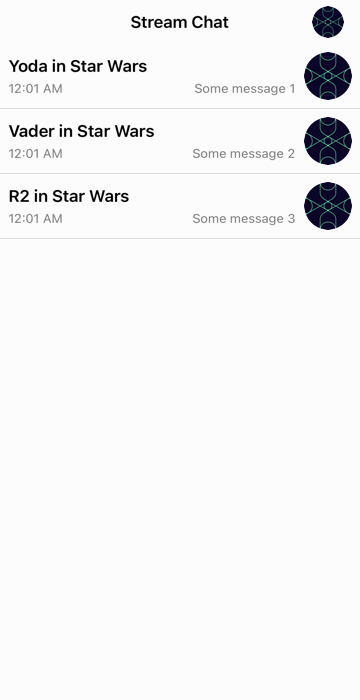 Stream Chat
Yoda in Star Wars
12:01 AM Some message 1
Vader in Star Wars
12:01 AM Some message 2
R2 in Star Wars
12:01 AM Some message 3